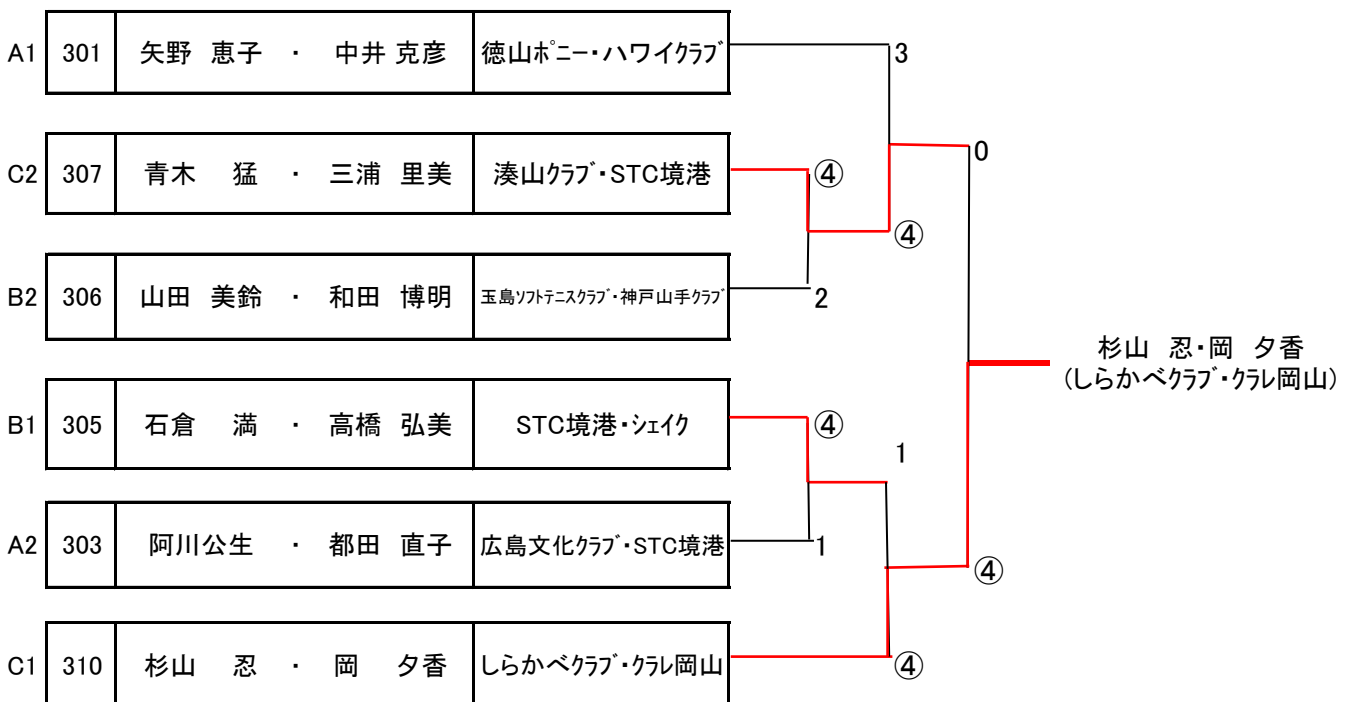 A1 301 矢野 恵子 ・ 中井 克彦 徳山ﾎﾟﾆｰ・ハワイｸﾗﾌﾞ 3
C2 307 青木 猛 ・ 三浦 里美 湊山ｸﾗﾌﾞ・STC境港 ④
0
④
B2 306 山田 美鈴 ・ 和田 博明 玉島ｿﾌﾄﾃﾆｽｸﾗﾌﾞ・神戸山手ｸﾗﾌﾞ 2
杉山 忍・岡 夕香
(しらかべｸﾗﾌﾞ・ｸﾗﾚ岡山)
B1 305 石倉 満 ・ 高橋 弘美 STC境港・ｼｪｲｸ ④
1
A2 303 阿川公生 ・ 都田 直子 広島文化ｸﾗﾌﾞ・STC境港 1
④
C1 310 杉山 忍 ・ 岡 夕香 しらかべｸﾗﾌﾞ・ｸﾗﾚ岡山 ④